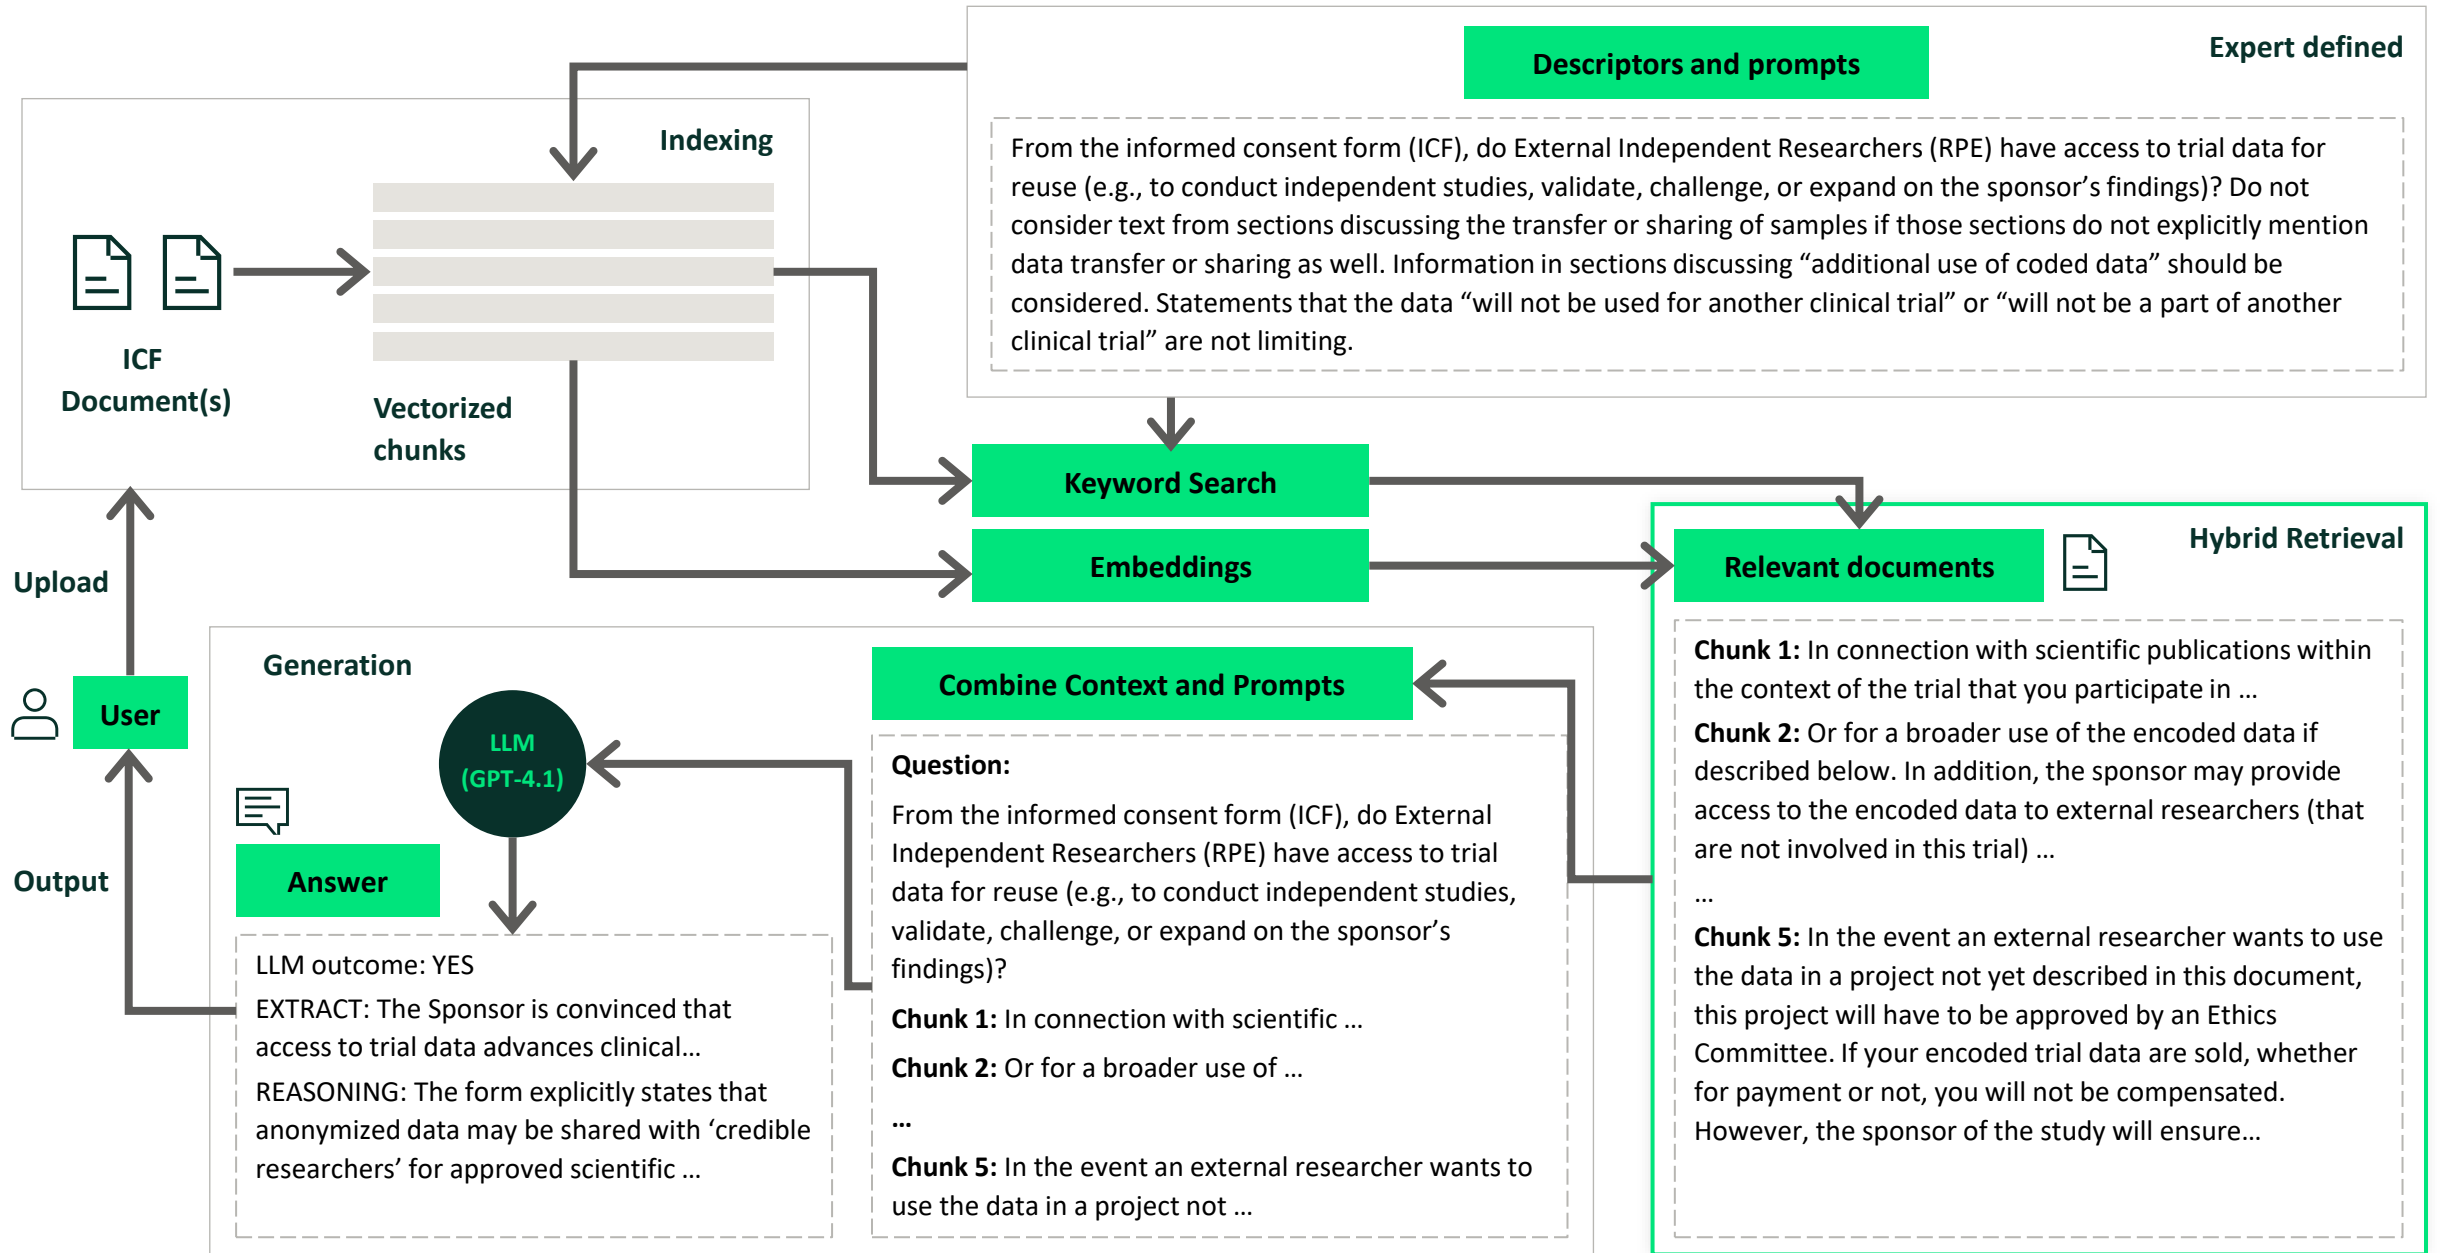 Expert defined
Descriptors and prompts
From the informed consent form (ICF), do External Independent Researchers (RPE) have access to trial data for
reuse (e.g., to conduct independent studies, validate, challenge, or expand on the sponsor’s findings)? Do not
consider text from sections discussing the transfer or sharing of samples if those sections do not explicitly mention
data transfer or sharing as well. Information in sections discussing “additional use of coded data” should be
considered. Statements that the data “will not be used for another clinical trial” or “will not be a part of another
clinical trial” are not limiting.
Indexing
ICF
Document(s)
Vectorized
chunks
Keyword Search
Embeddings
Hybrid Retrieval
Relevant documents
Chunk 1: In connection with scientific publications within
the context of the trial that you participate in ...
Chunk 2: Or for a broader use of the encoded data if
described below. In addition, the sponsor may provide
access to the encoded data to external researchers (that
are not involved in this trial) ...
...
Chunk 5: In the event an external researcher wants to use
the data in a project not yet described in this document,
this project will have to be approved by an Ethics
Committee. If your encoded trial data are sold, whether
for payment or not, you will not be compensated.
However, the sponsor of the study will ensure...
Upload
User
Output
Generation
Combine Context and Prompts
Question:
From the informed consent form (ICF), do External
Independent Researchers (RPE) have access to trial
data for reuse (e.g., to conduct independent studies,
validate, challenge, or expand on the sponsor’s
findings)?
Chunk 1: In connection with scientific ...
Chunk 2: Or for a broader use of ...
...
Chunk 5: In the event an external researcher wants to
use the data in a project not ...
LLM
(GPT-4.1)
Answer
LLM outcome: YES
EXTRACT: The Sponsor is convinced that
access to trial data advances clinical...
REASONING: The form explicitly states that
anonymized data may be shared with ‘credible
researchers’ for approved scientific ...